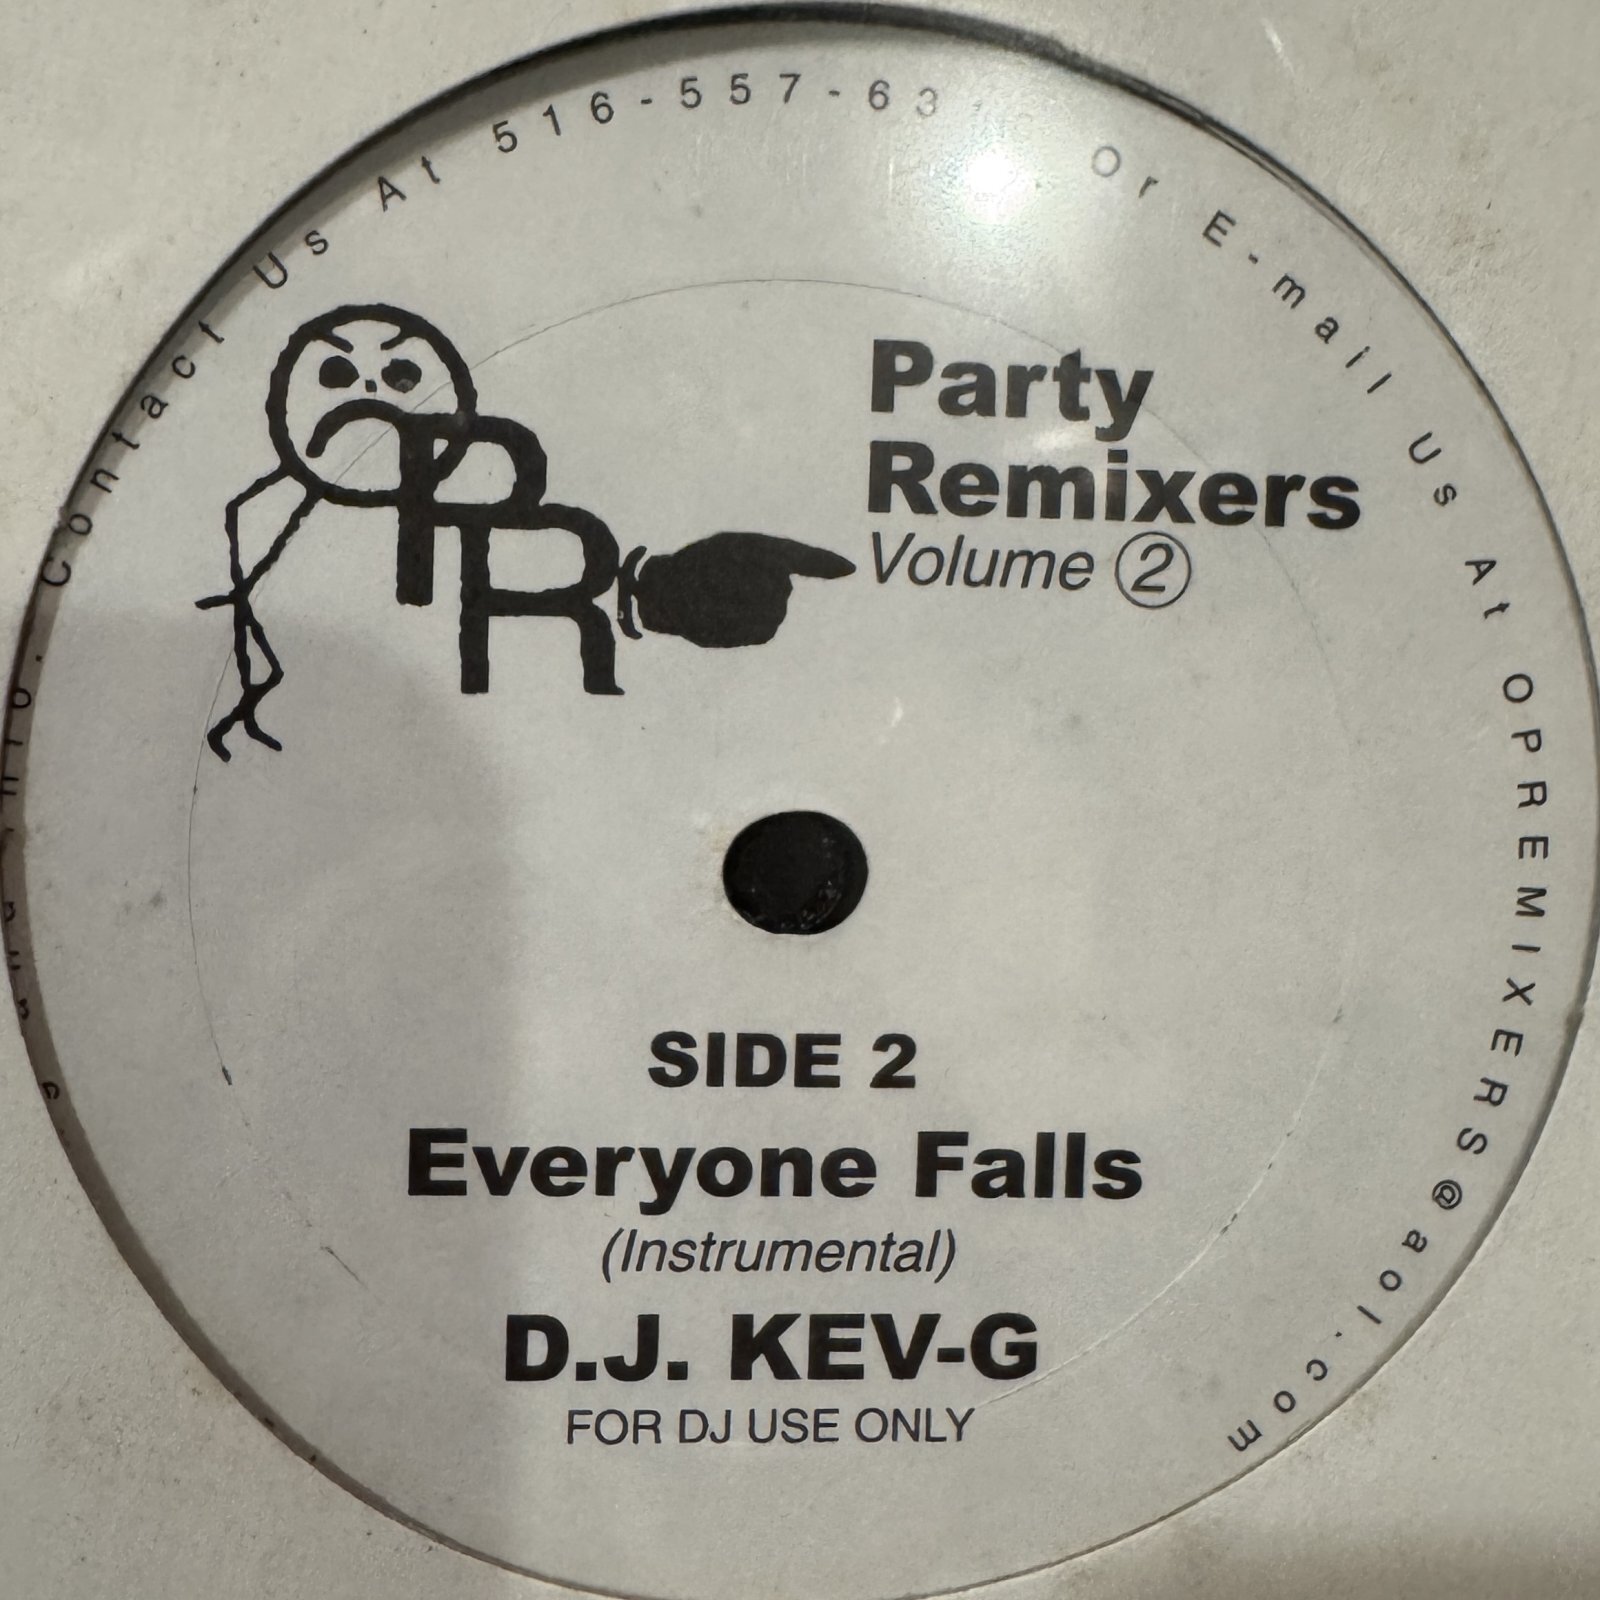 Contact Us At 516-557-63 Or E-mail Us At OPREMIXERS@aol.com
PR
Party
Remixers
Volume 2
SIDE 2
Everyone Falls
(Instrumental)
D.J. KEV-G
FOR DJ USE ONLY